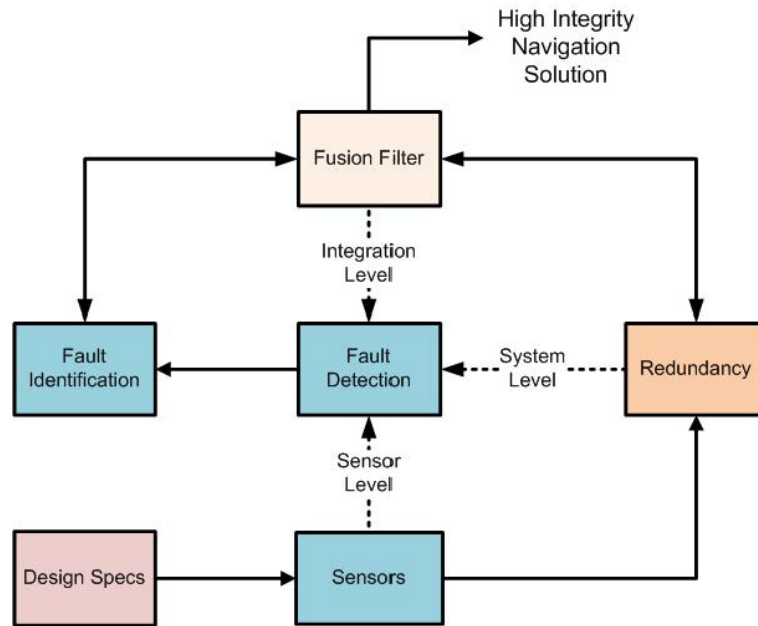 High Integrity
Navigation
Solution
Fusion Filter
Integration
Level
Fault
Identification
Fault
Detection
System
Level
Redundancy
Sensor
Level
Design Specs
Sensors